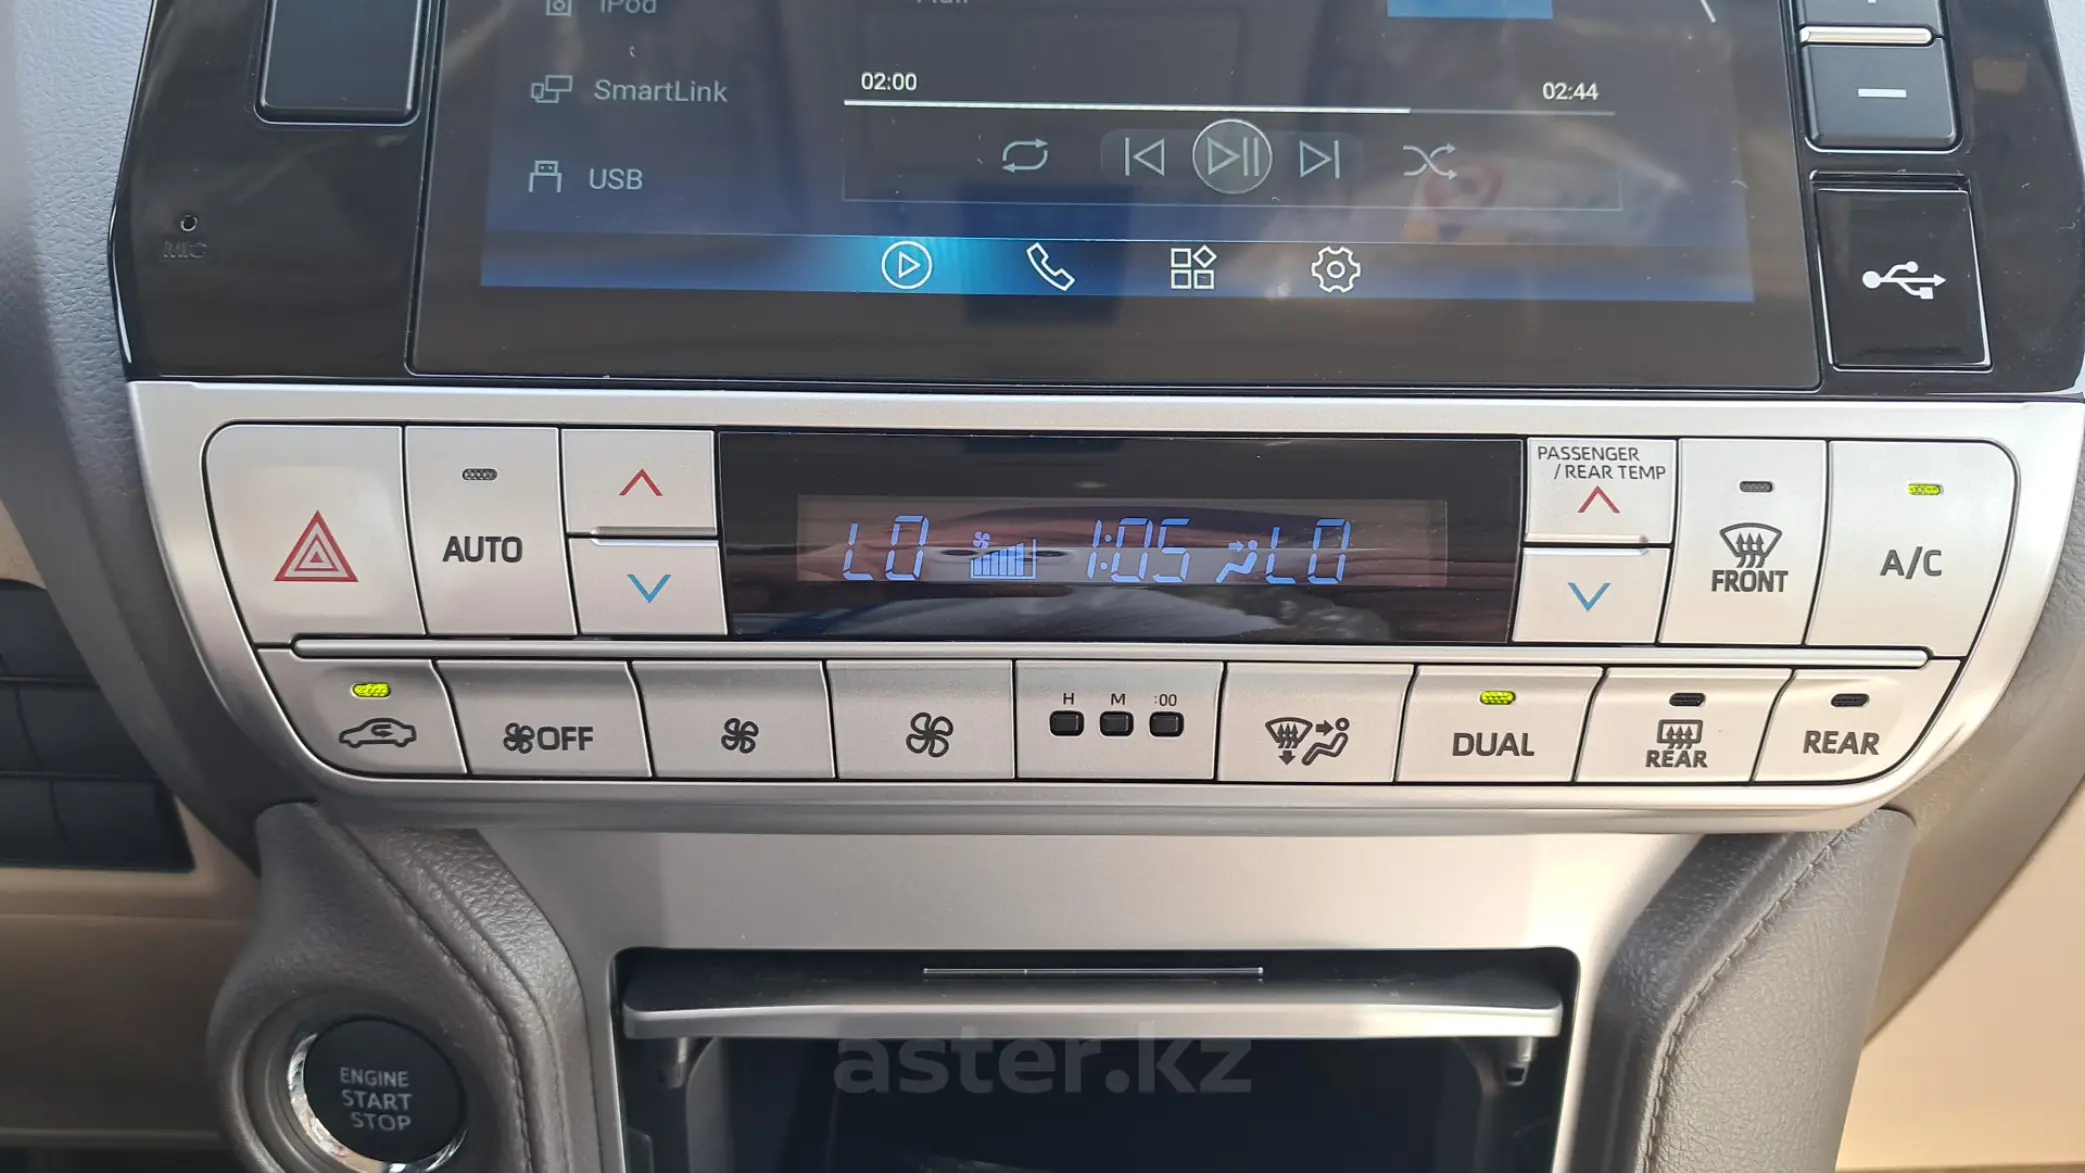 iPod
SmartLink
USB
02:00
02:44
MIC
AUTO
LO
1:05
LO
PASSENGER
/REAR TEMP
FRONT
A/C
OFF
H M :00
DUAL
REAR
REAR
ENGINE
START
STOP
aster.kz